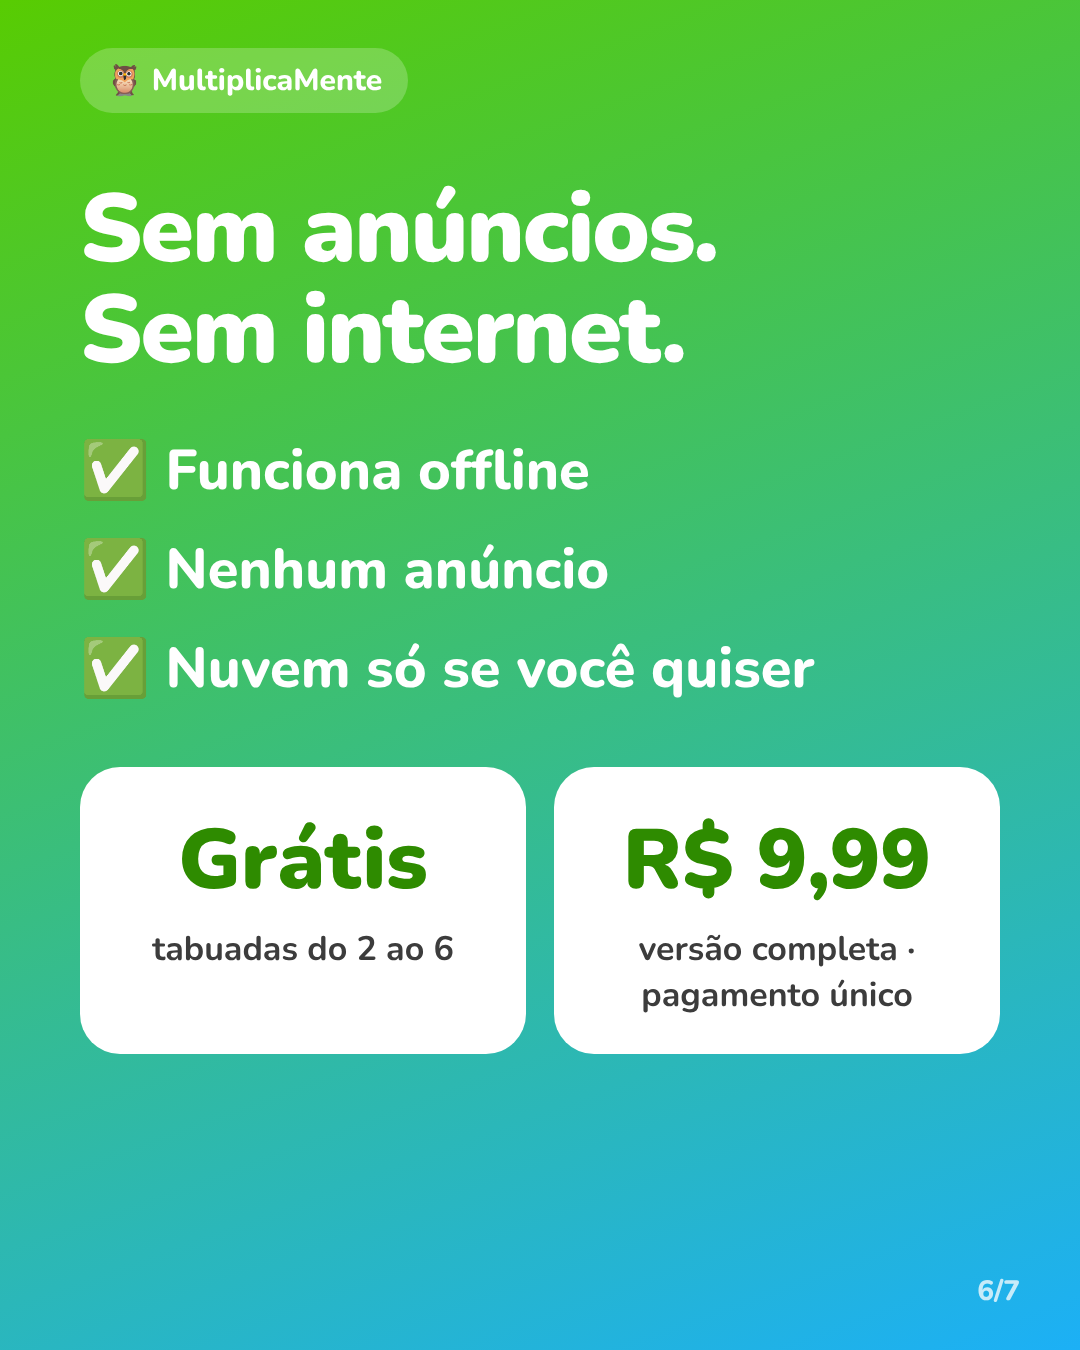 MultiplicaMente
Sem anúncios.
Sem internet.
✅ Funciona offline
✅ Nenhum anúncio
✅ Nuvem só se você quiser
Grátis
tabuadas do 2 ao 6
R$ 9,99
versão completa ·
pagamento único
6/7